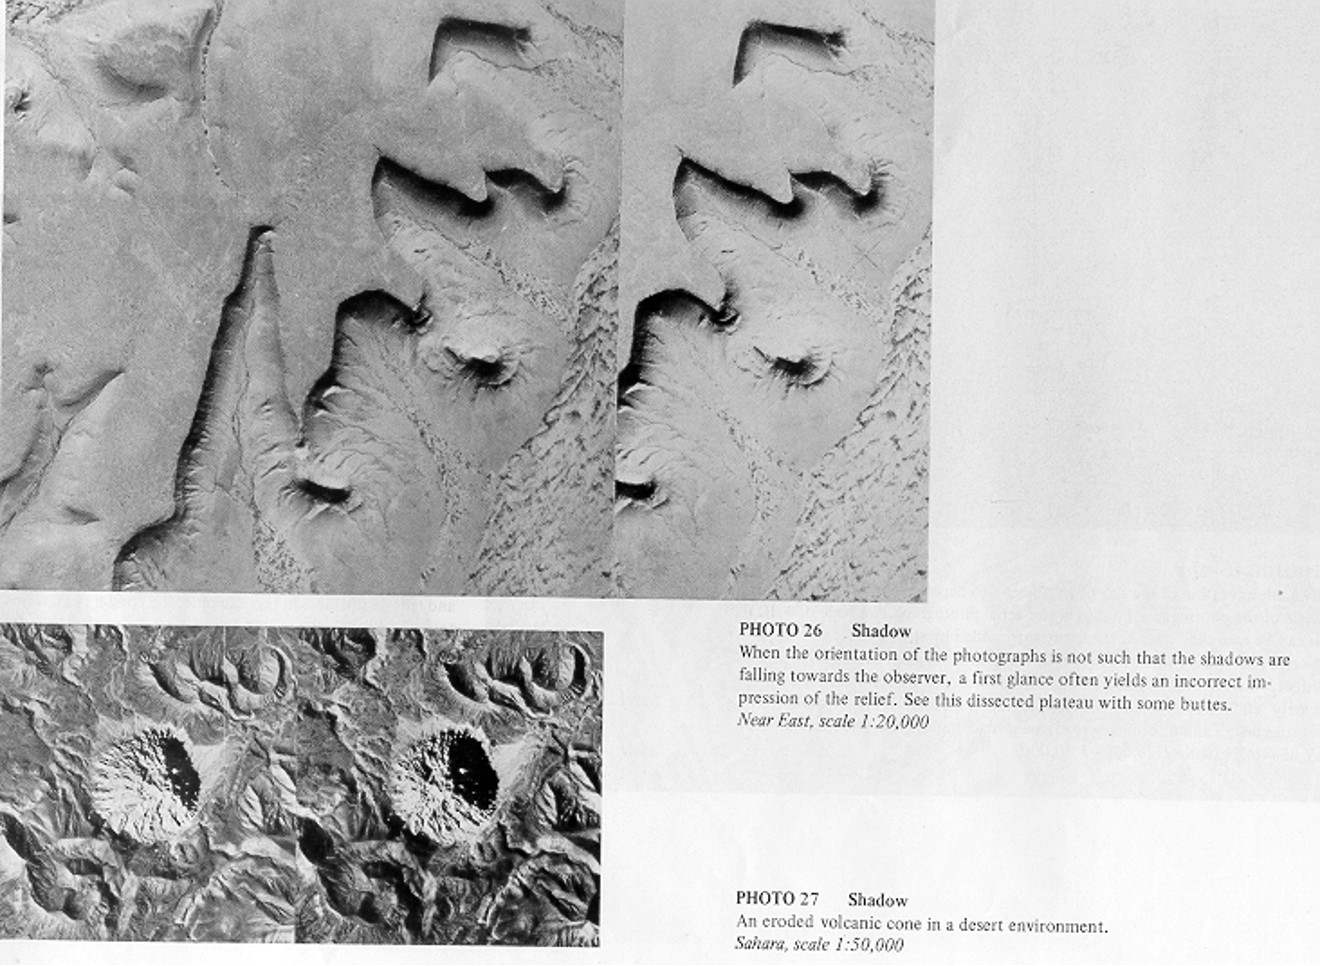 PHOTO 26 Shadow
When the orientation of the photographs is not such that the shadows are
falling towards the observer, a first glance often yields an incorrect im-
pression of the relief. See this dissected plateau with some buttes.
Near East, scale 1:20,000
PHOTO 27 Shadow
An eroded volcanic cone in a desert environment.
Sahara, scale 1:50,000